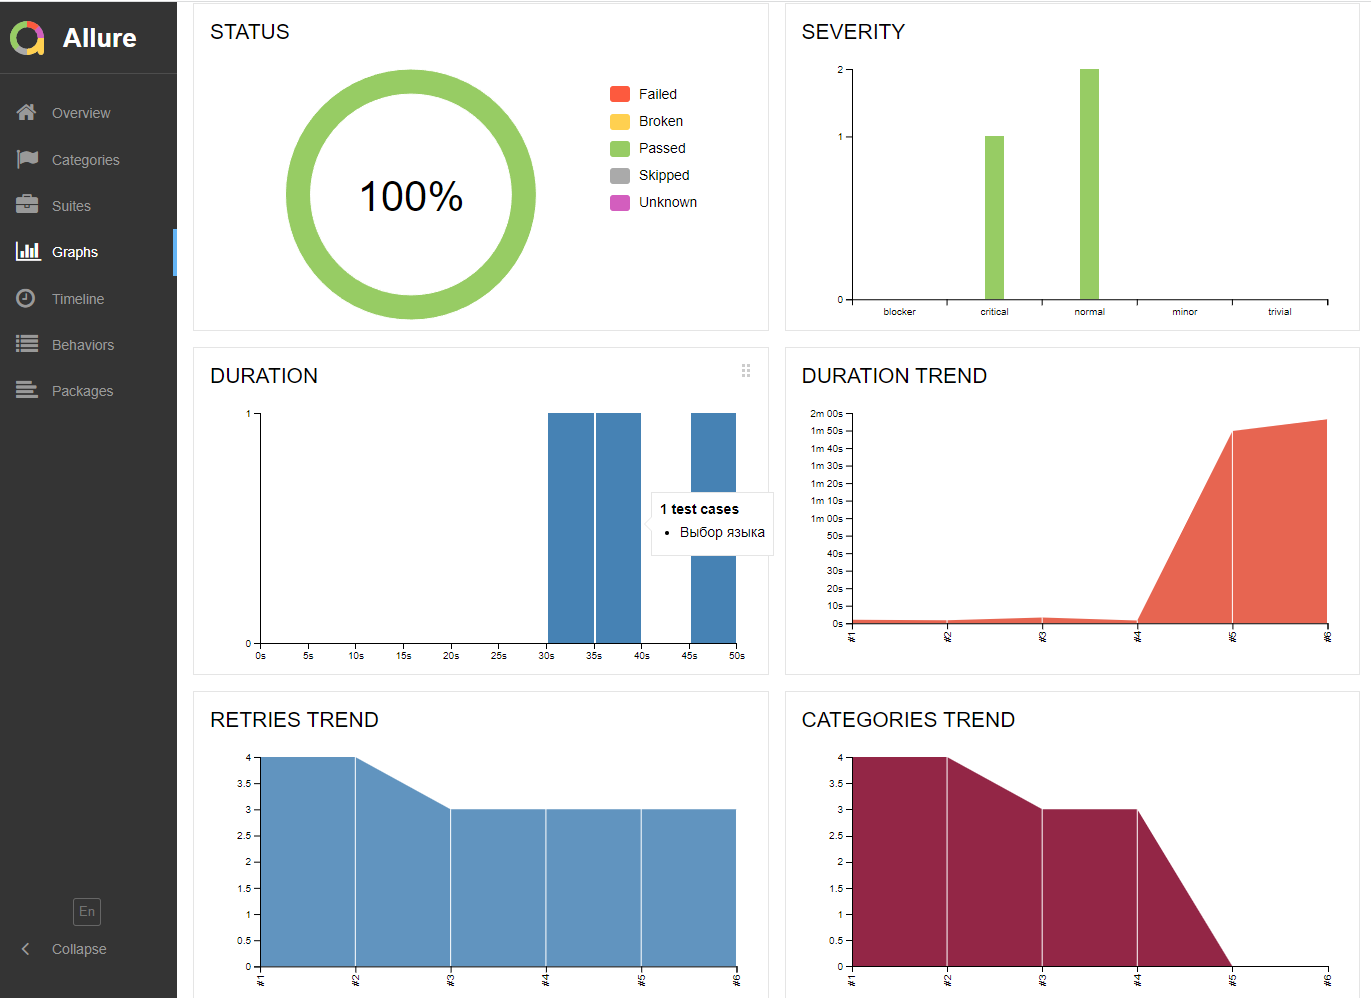 Allure
Overview
Categories
Suites
Graphs
Timeline
Behaviors
Packages
En
Collapse
STATUS
100%
Failed
Broken
Passed
Skipped
Unknown
SEVERITY
2
1
0
blocker critical normal minor trivial
DURATION
1
0
0s 5s 10s 15s 20s 25s 30s 35s 40s 45s 50s
1 test cases
• Выбор языка
DURATION TREND
2m 00s
1m 50s
1m 40s
1m 30s
1m 20s
1m 10s
1m 00s
50s
40s
30s
20s
10s
0s
#1 #2 #3 #4 #5 #6
RETRIES TREND
4
3.5
3
2.5
2
1.5
1
0.5
0
#1 #2 #3 #4 #5 #6
CATEGORIES TREND
4
3.5
3
2.5
2
1.5
1
0.5
0
#1 #2 #3 #4 #5 #6